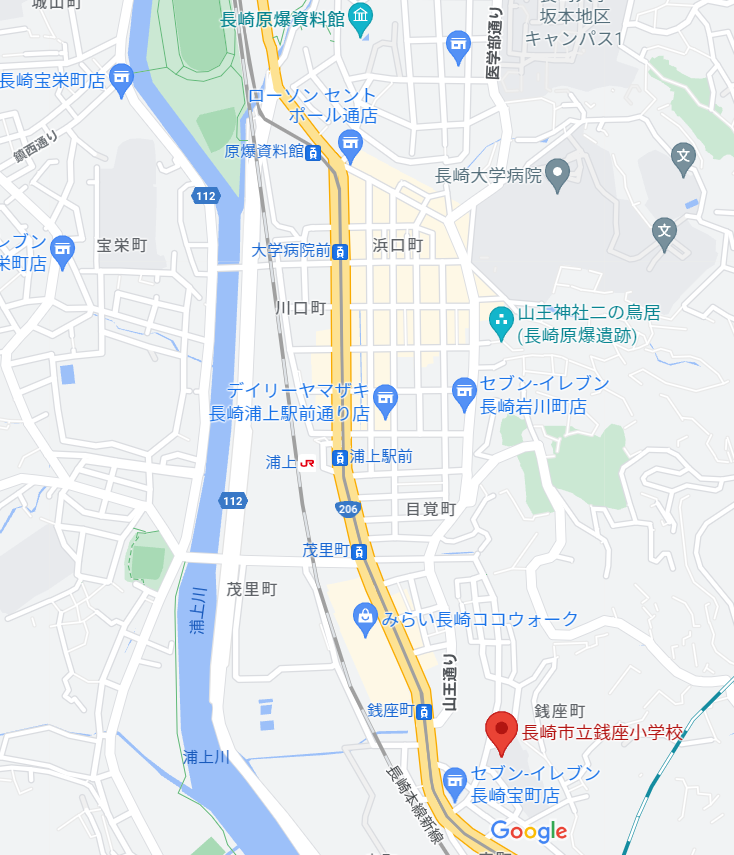 城山町
長崎原爆資料館
医学部通り
坂本地区
キャンパス1
長崎宝栄町店
ローソン セント
ポール通店
鎮西通り
原爆資料館
長崎大学病院
文
112
宝栄町
レブン
栄町店
大学病院前
浜口町
文
川口町
山王神社二の鳥居
(長崎原爆遺跡)
デイリーヤマザキ
長崎浦上駅前通り店
セブン-イレブン
長崎岩川町店
浦上
JR
浦上駅前
112
206
目覚町
茂里町
茂里町
浦上川
みらい長崎ココウォーク
山王通り
銭座町
銭座町
長崎市立銭座小学校
浦上川
長崎本線新線
セブン-イレブン
長崎宝町店
Google